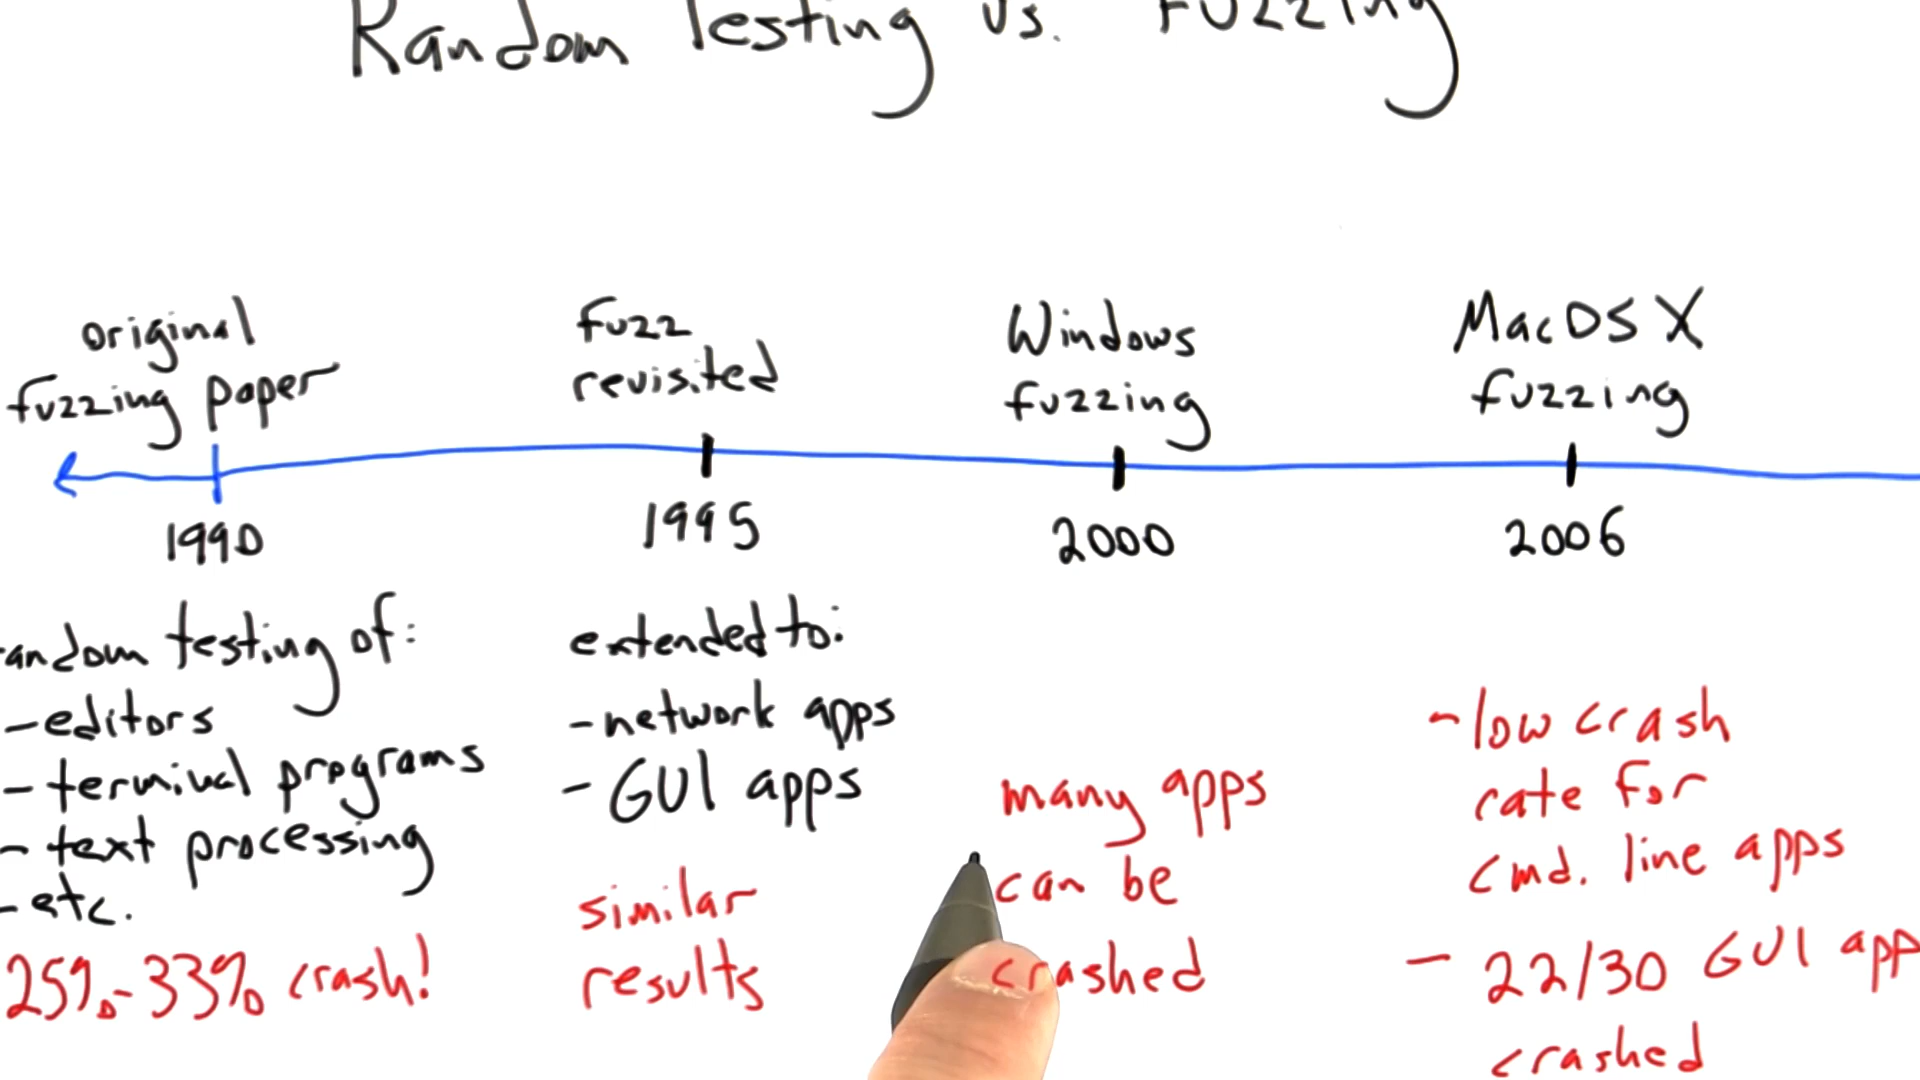 Random Testing vs. Fuzzing
original
fuzzing paper
1990
andom testing of:
-editors
- terminal programs
- text processing
-etc.
25%-33% crash!
fuzz
revisited
1995
extended to:
-network apps
- GUI apps
similar
results
Windows
fuzzing
2000
many apps
can be
crashed
MacOS X
fuzzing
2006
-low crash
rate for
cmd. line apps
- 22/30 GUI app
crashed